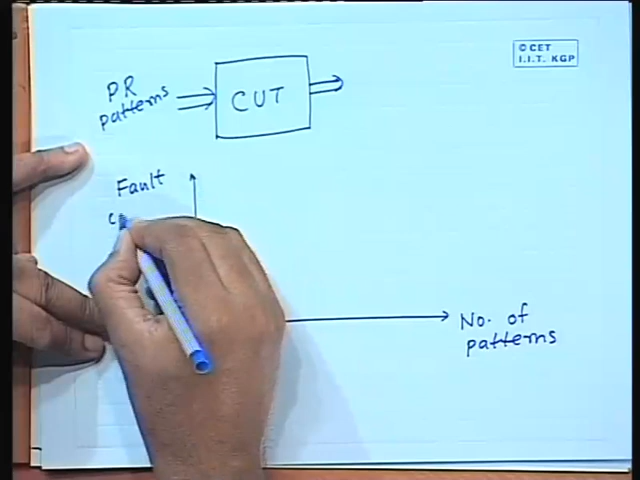 © CET
I.I.T. KGP
PR
patterns
CUT
Fault
c
No. of
patterns